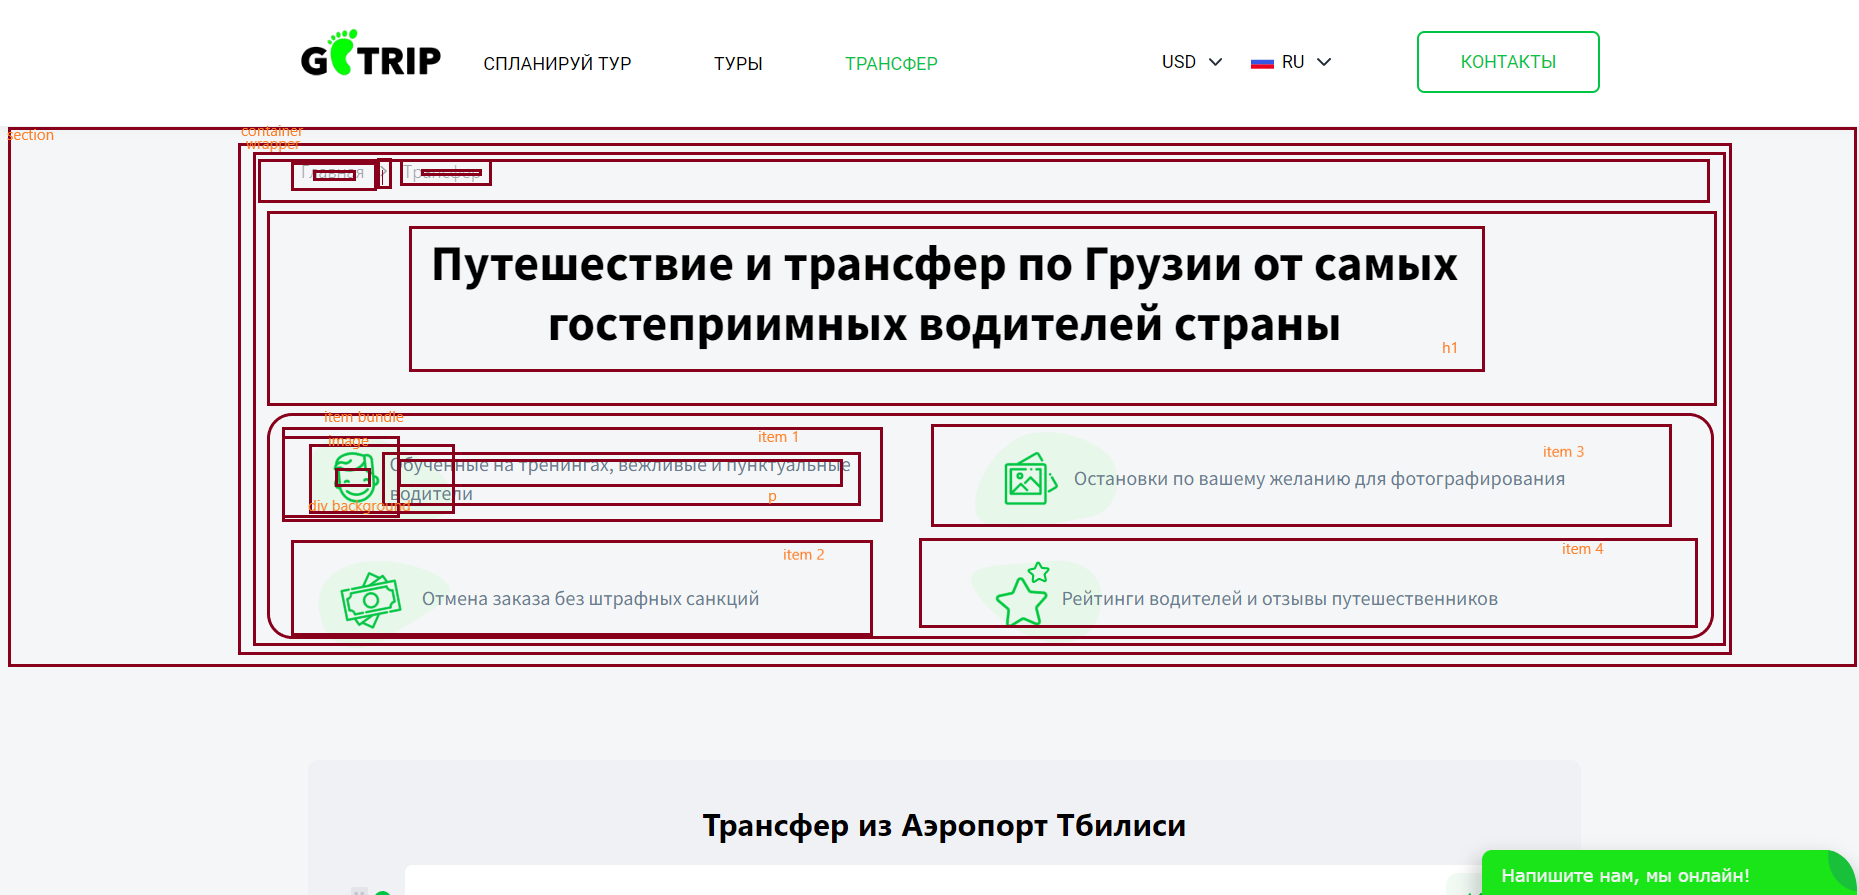 GOTRIP
СПЛАНИРУЙ ТУР
ТУРЫ
ТРАНСФЕР
USD
RU
КОНТАКТЫ
section
container
wrapper
Главная
Трансфер
Путешествие и трансфер по Грузии от самых
гостеприимных водителей страны
h1
item bundle
image
item 1
Обученные на тренингах, вежливые и пунктуальные
водители
p
div background
item 3
Остановки по вашему желанию для фотографирования
item 2
Отмена заказа без штрафных санкций
item 4
Рейтинги водителей и отзывы путешественников
Трансфер из Аэропорт Тбилиси
Напишите нам, мы онлайн!